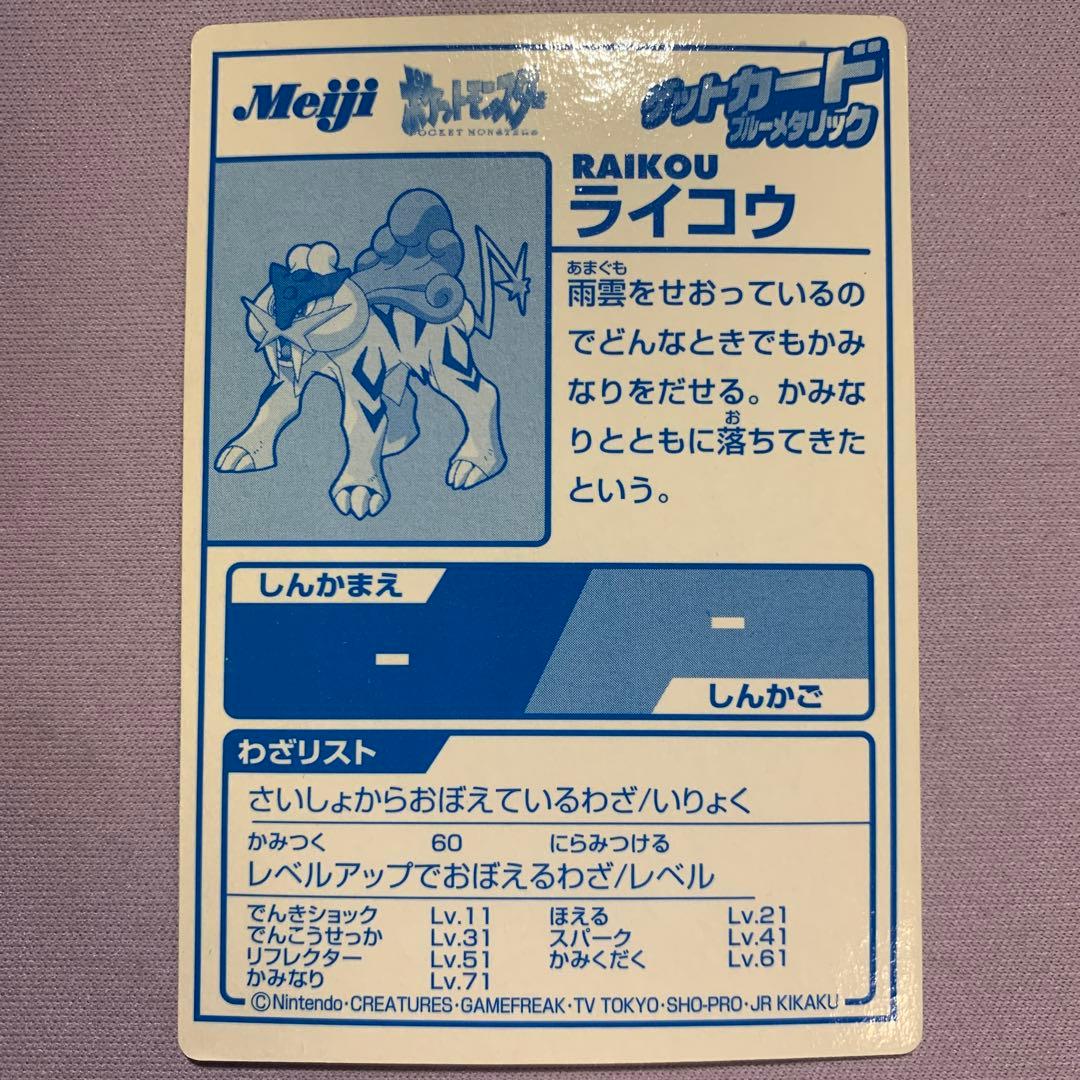 Meiji
ポケットモンスター
POCKET MONSTERS
ゲットカード
ブルーメタリック
RAIKOU
ライコウ
あまぐも
雨雲をせおっているの
でどんなときでもかみ
なりをだせる。かみな
お
りとともに落ちてきた
という。
しんかまえ
-
-
しんかご
わざリスト
さいしょからおぼえているわざ/いりょく
かみつく 60 にらみつける
レベルアップでおぼえるわざ/レベル
でんきショック Lv.11 ほえる Lv.21
でんこうせっか Lv.31 スパーク Lv.41
リフレクター Lv.51 かみくだく Lv.61
かみなり Lv.71
©Nintendo・CREATURES・GAMEFREAK・TV TOKYO・SHO-PRO・JR KIKAKU